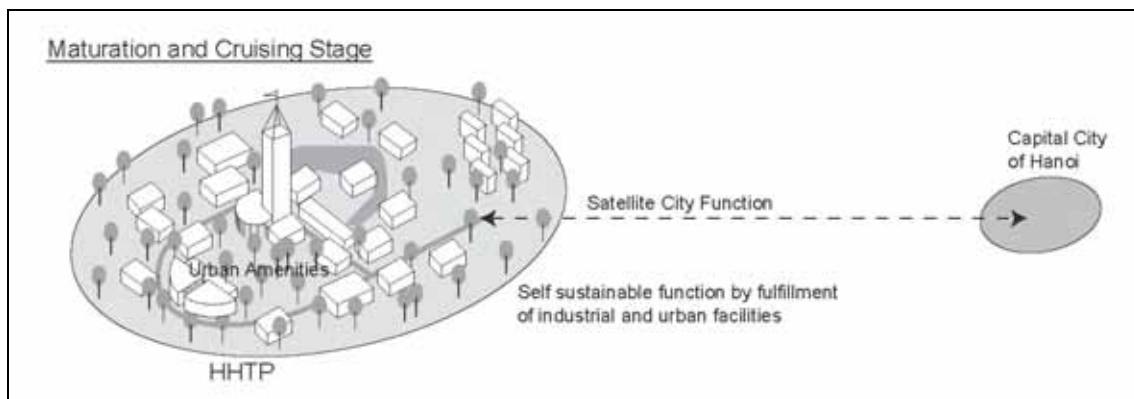 Maturation and Cruising Stage
Capital City
of Hanoi
Satellite City Function
Urban Amenities
Self sustainable function by fulfillment
of industrial and urban facilities
HHTP